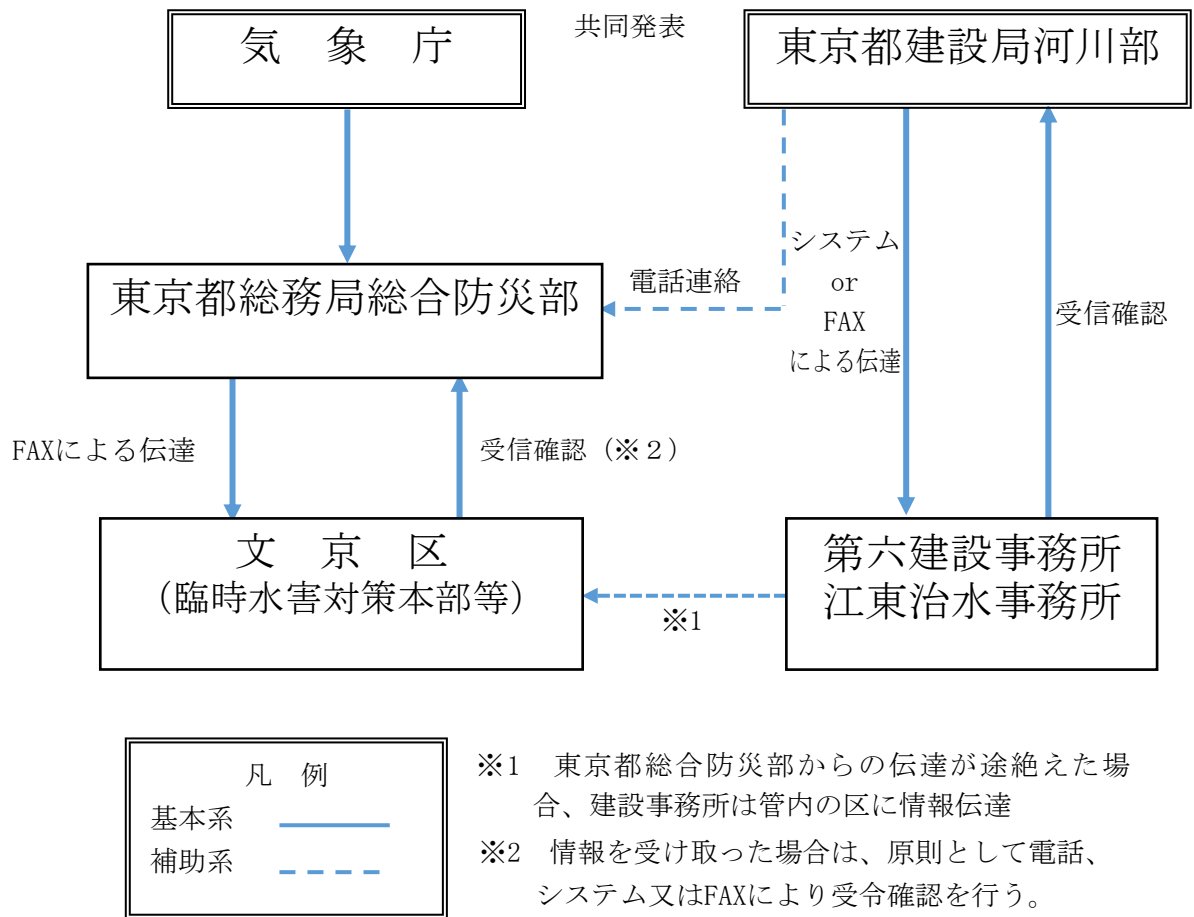 気　象　庁
共同発表
東京都建設局河川部
システム
or
FAX
による伝達
電話連絡
受信確認
東京都総務局総合防災部
FAXによる伝達
受信確認（※２）
文　京　区
（臨時水害対策本部等）
※1
第六建設事務所
江東治水事務所
凡　例
基本系
補助系
※1　東京都総合防災部からの伝達が途絶えた場
合、建設事務所は管内の区に情報伝達
※2　情報を受け取った場合は、原則として電話、
システム又はFAXにより受令確認を行う。